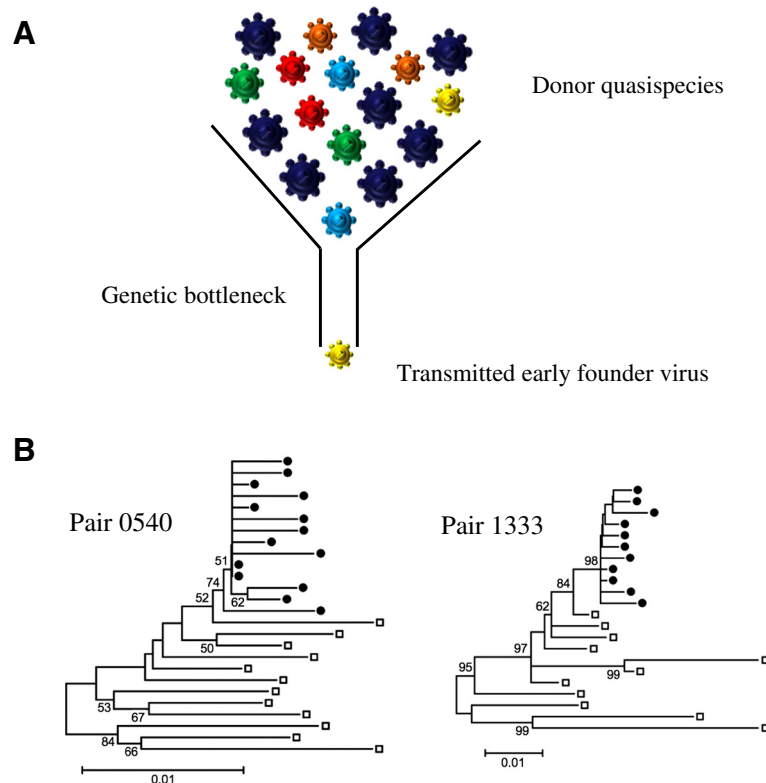 A
Donor quasispecies
Genetic bottleneck
Transmitted early founder virus
B
Pair 0540
51
74
52
62
50
53
67
84
66
0.01
Pair 1333
98
84
62
97
95
99
99
0.01